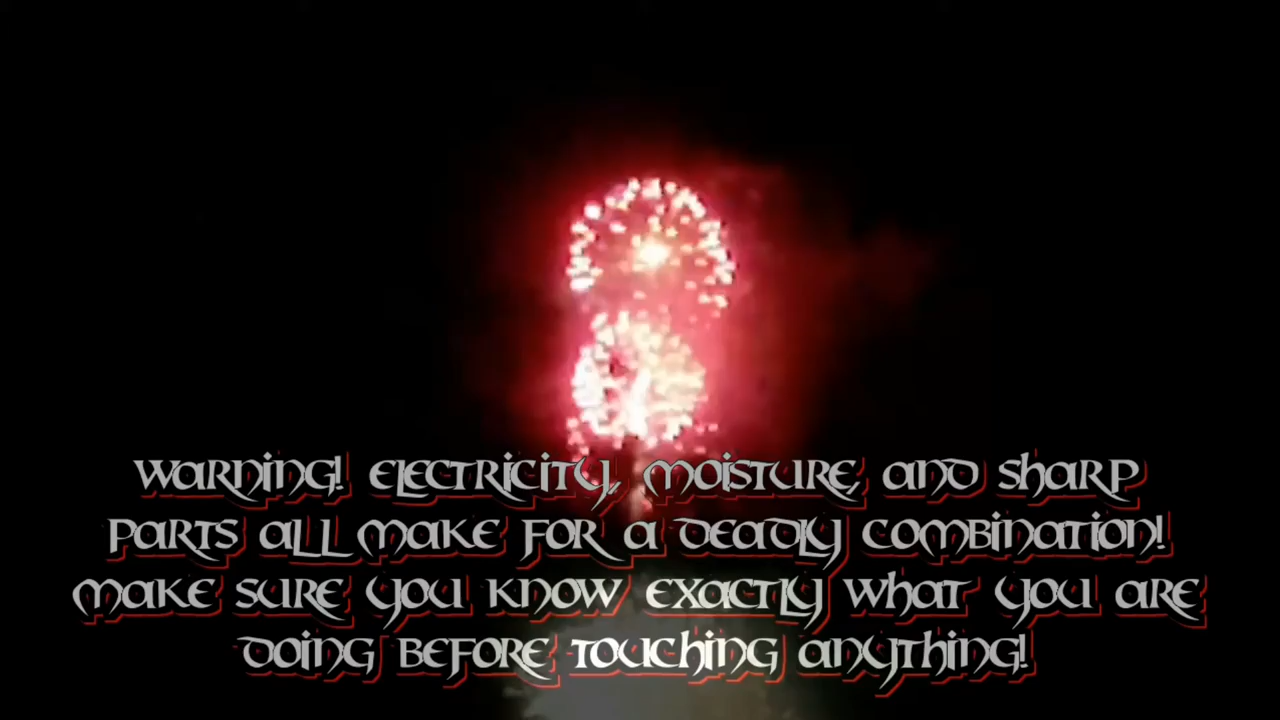 WARNING! ELECTRICITY, MOISTURE, AND SHARP
PARTS ALL MAKE FOR A DEADLY COMBINATION!
MAKE SURE YOU KNOW EXACTLY WHAT YOU ARE
DOING BEFORE TOUCHING ANYTHING!